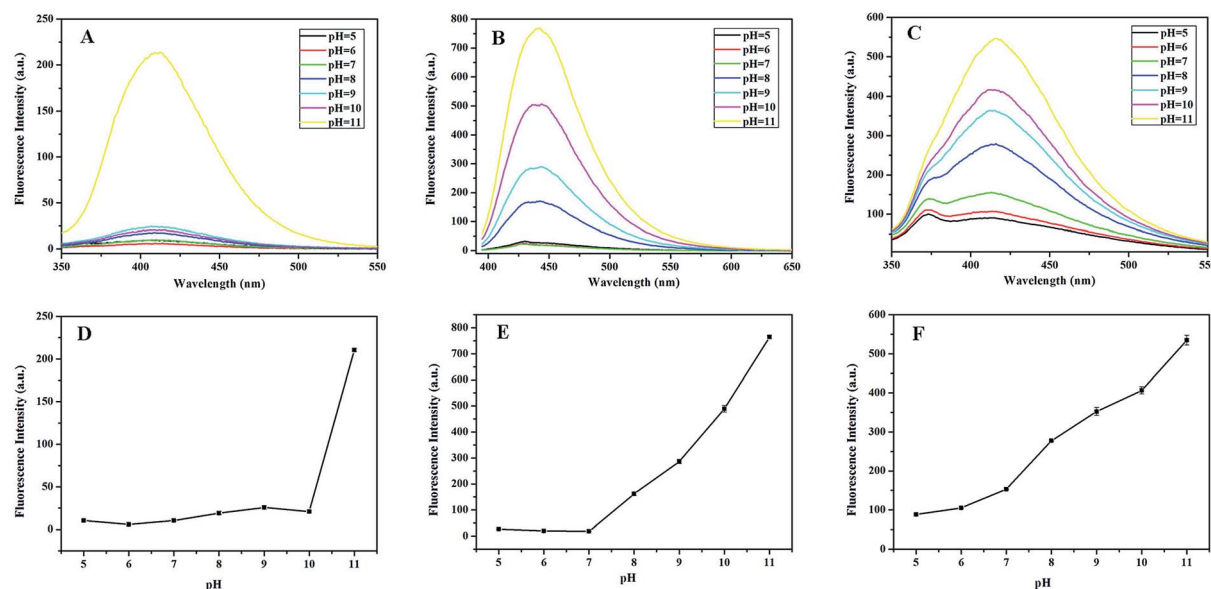 A
Fluorescence Intensity (a.u.)
250
200
150
100
50
0
350
400
450
500
550
Wavelength (nm)
pH=5
pH=6
pH=7
pH=8
pH=9
pH=10
pH=11
B
Fluorescence Intensity (a.u.)
800
700
600
500
400
300
200
100
0
400
450
500
550
600
650
Wavelength (nm)
pH=5
pH=6
pH=7
pH=8
pH=9
pH=10
pH=11
C
Fluorescence Intensity (a.u.)
600
500
400
300
200
100
350
400
450
500
550
Wavelength (nm)
pH=5
pH=6
pH=7
pH=8
pH=9
pH=10
pH=11
D
Fluorescence Intensity (a.u.)
250
200
150
100
50
25
0
5
6
7
8
9
10
11
pH
E
Fluorescence Intensity (a.u.)
800
700
600
500
400
300
200
100
0
5
6
7
8
9
10
11
pH
F
Fluorescence Intensity (a.u.)
600
500
400
300
200
100
0
5
6
7
8
9
10
11
pH